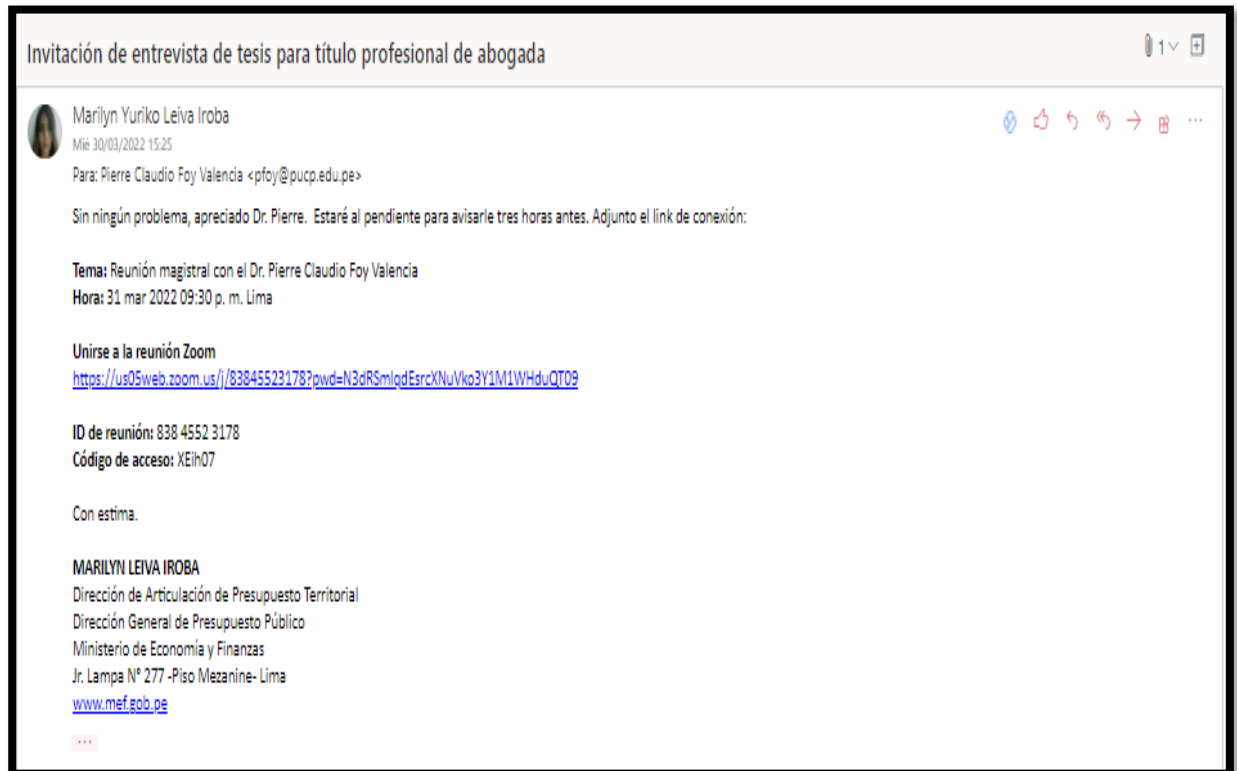 Invitación de entrevista de tesis para título profesional de abogada
1
Marilyn Yuriko Leiva Iroba
Mié 30/03/2022 15:25
Para: Pierre Claudio Foy Valencia <pfoy@pucp.edu.pe>
Sin ningún problema, apreciado Dr. Pierre. Estaré al pendiente para avisarle tres horas antes. Adjunto el link de conexión:
Tema: Reunión magistral con el Dr. Pierre Claudio Foy Valencia
Hora: 31 mar 2022 09:30 p. m. Lima
Unirse a la reunión Zoom
https://us05web.zoom.us/j/83845523178?pwd=N3dRSmlqdEsrcXNuVko3Y1M1WHduQT09
ID de reunión: 838 4552 3178
Código de acceso: XEih07
Con estima.
MARILYN LEIVA IROBA
Dirección de Articulación de Presupuesto Territorial
Dirección General de Presupuesto Público
Ministerio de Economía y Finanzas
Jr. Lampa N° 277 -Piso Mezanine- Lima
www.mef.gob.pe